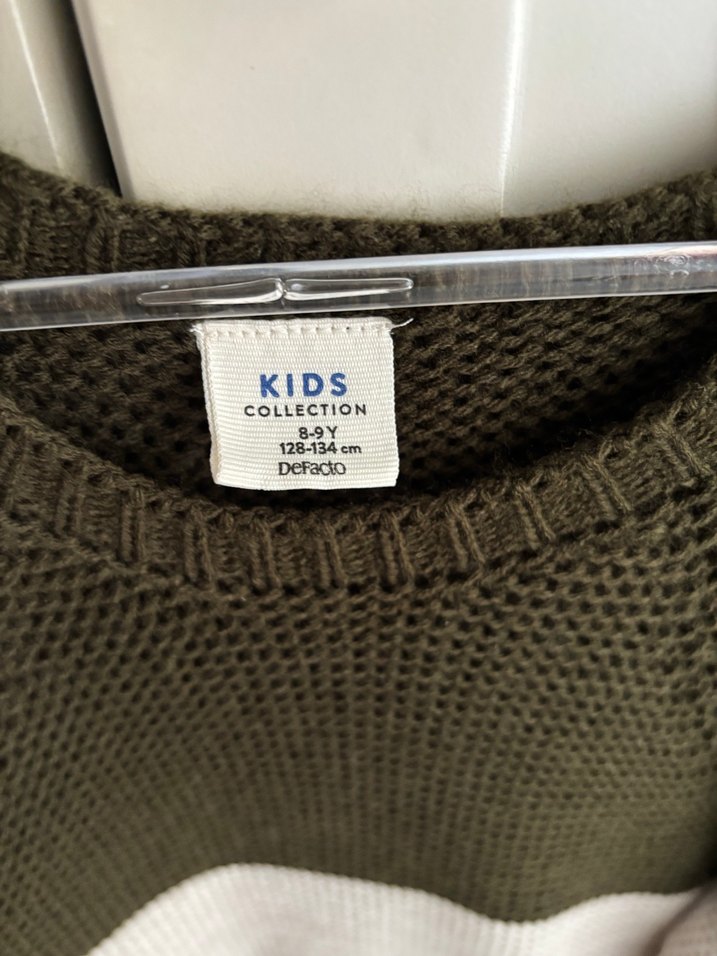 KIDS
COLLECTION
8-9 Y
128-134 cm
DeFacto